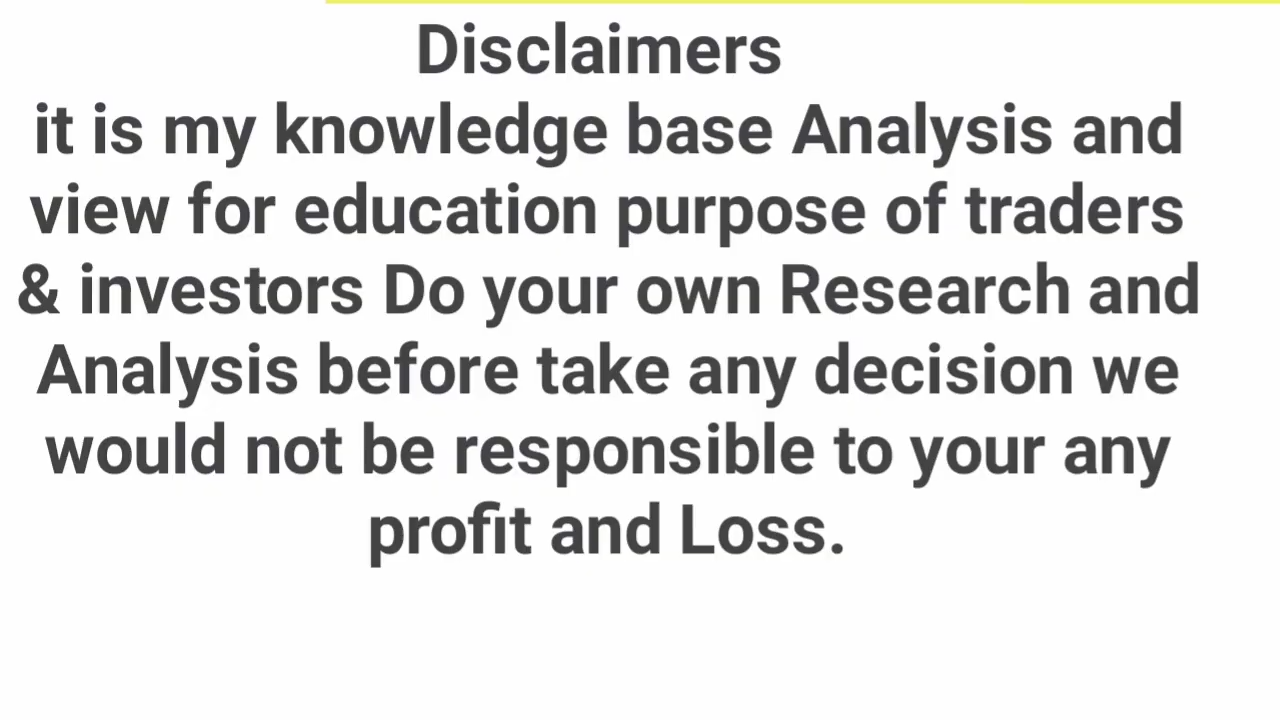 Disclaimers
it is my knowledge base Analysis and
view for education purpose of traders
& investors Do your own Research and
Analysis before take any decision we
would not be responsible to your any
profit and Loss.